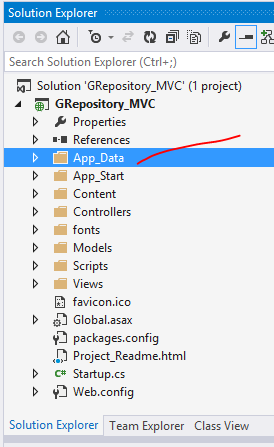 Solution Explorer
Search Solution Explorer (Ctrl+;)
Solution 'GRepository_MVC' (1 project)
GRepository_MVC
Properties
References
App_Data
App_Start
Content
Controllers
fonts
Models
Scripts
Views
favicon.ico
Global.asax
packages.config
Project_Readme.html
C# Startup.cs
Web.config
Solution Explorer Team Explorer Class View